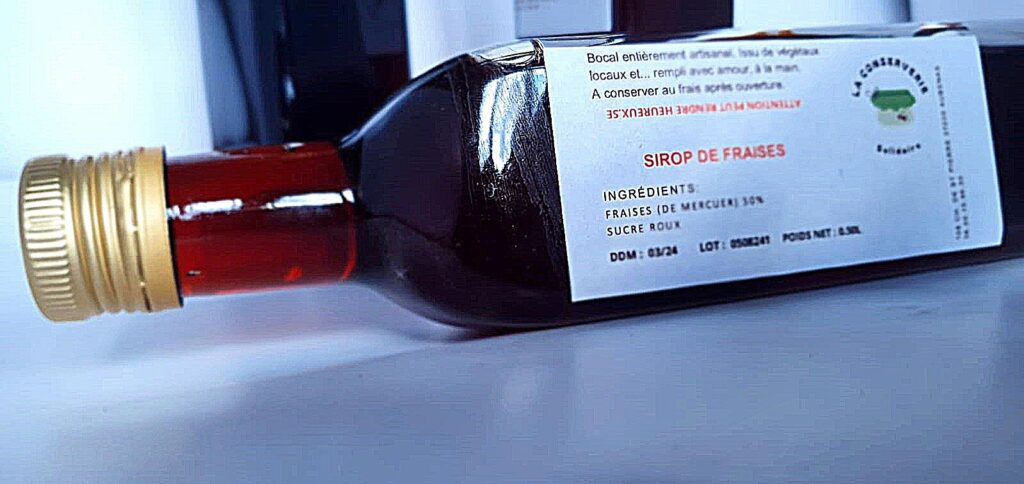 Bocal entièrement artisanal. Issu de végétaux
locaux et... rempli avec amour, à la main.
A conserver au frais après ouverture.
ATTENTION PEUT RENDRE HEUREUX.SE
SIROP DE FRAISES
INGRÉDIENTS:
FRAISES (DE MERCUER) 50%
SUCRE ROUX
DDM : 03/24 LOT : 0508241 POIDS NET : 0.50L
LA CONSERVERIE
Solidaire